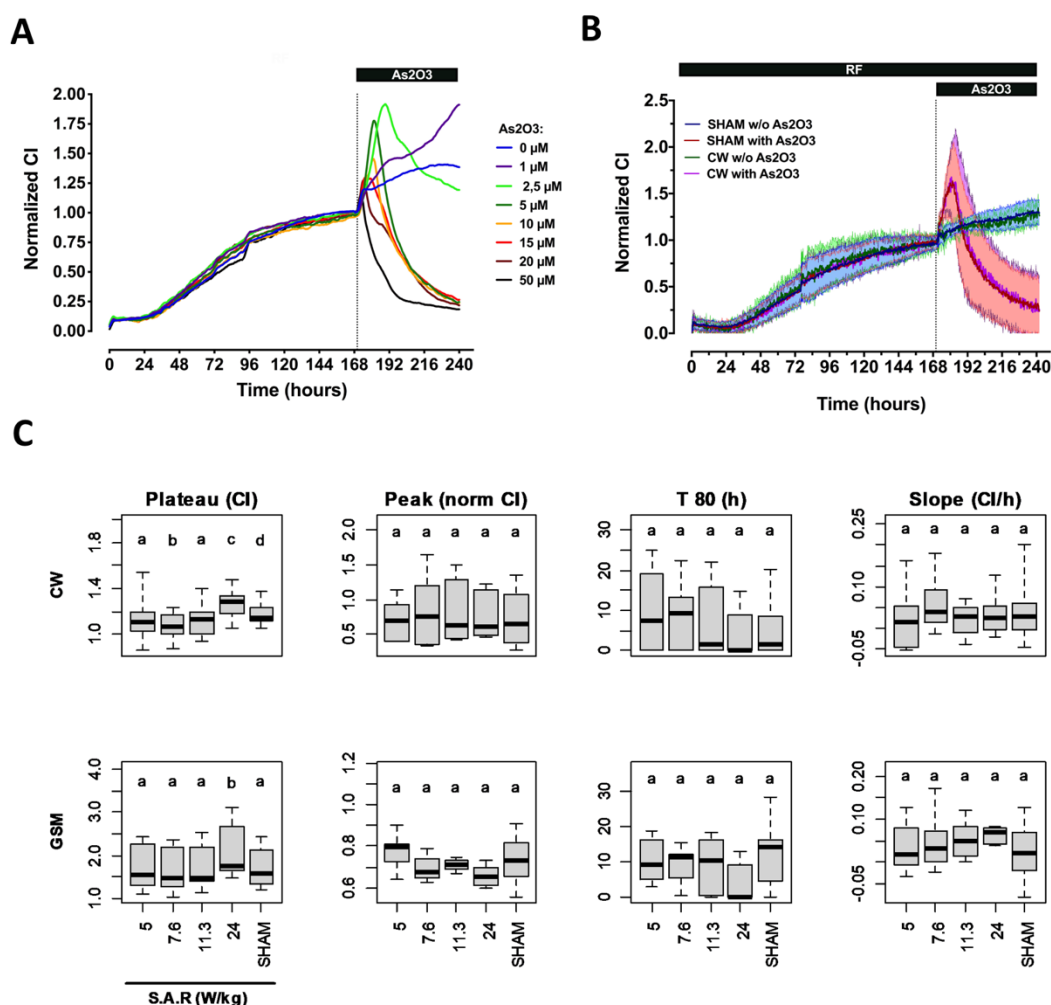 A
As2O3
Normalized CI
2.00
1.75
1.50
1.25
1.00
0.75
0.50
0.25
0.00
0 24 48 72 96 120 144 168 192 216 240
Time (hours)
As2O3:
0 µM
1 µM
2,5 µM
5 µM
10 µM
15 µM
20 µM
50 µM
B
RF
As2O3
Normalized CI
2.5
2.0
1.5
1.0
0.5
0.0
SHAM w/o As2O3
SHAM with As2O3
CW w/o As2O3
CW with As2O3
0 24 48 72 96 120 144 168 192 216 240
Time (hours)
C
Plateau (CI)
Peak (norm CI)
T 80 (h)
Slope (CI/h)
CW
1.0 1.4 1.8
a b a c d
0.5 1.0 1.5 2.0
a a a a a
0 10 20 30
a a a a a
-0.05 0.10 0.25
a a a a a
GSM
1.0 2.0 3.0 4.0
a a a b a
0.6 0.8 1.0 1.2
a a a a a
0 10 20 30
a a a a a
-0.05 0.10 0.20
a a a a a
5 7.6 11.3 24 SHAM
5 7.6 11.3 24 SHAM
5 7.6 11.3 24 SHAM
5 7.6 11.3 24 SHAM
S.A.R (W/kg)